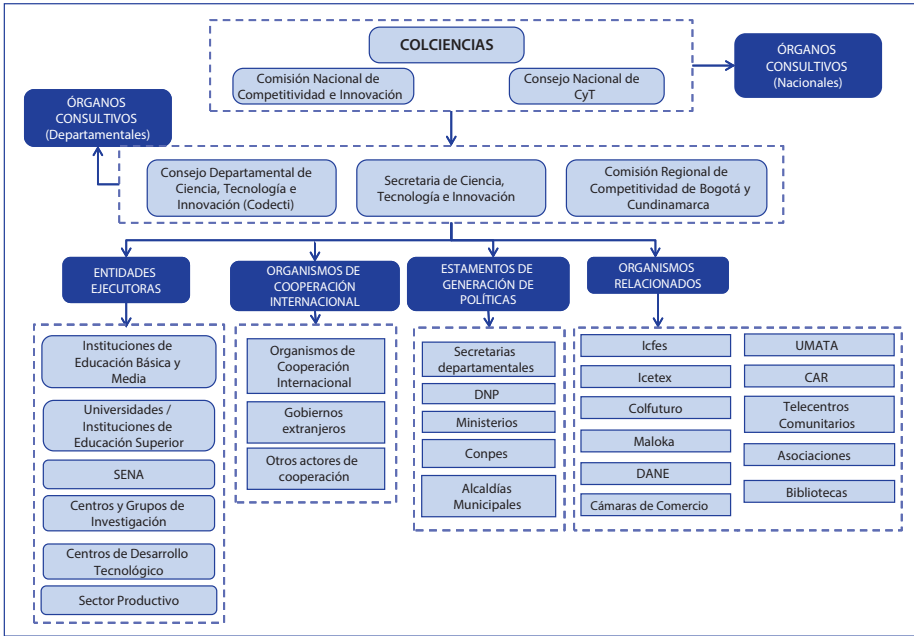 COLCIENCIAS
Comisión Nacional de
Competitividad e Innovación
Consejo Nacional de
CyT
ÓRGANOS
CONSULTIVOS
(Nacionales)
ÓRGANOS
CONSULTIVOS
(Departamentales)
Consejo Departamental de
Ciencia, Tecnología e
Innovación (Codecti)
Secretaria de Ciencia,
Tecnología e Innovación
Comisión Regional de
Competitividad de Bogotá y
Cundinamarca
ENTIDADES
EJECUTORAS
ORGANISMOS DE
COOPERACIÓN
INTERNACIONAL
ESTAMENTOS DE
GENERACIÓN DE
POLÍTICAS
ORGANISMOS
RELACIONADOS
Instituciones de
Educación Básica y
Media
Universidades /
Instituciones de
Educación Superior
SENA
Centros y Grupos de
Investigación
Centros de Desarrollo
Tecnológico
Sector Productivo
Organismos de
Cooperación
Internacional
Gobiernos
extranjeros
Otros actores de
cooperación
Secretarias
departamentales
DNP
Ministerios
Conpes
Alcaldías
Municipales
Icfes
Icetex
Colfuturo
Maloka
DANE
Cámaras de Comercio
UMATA
CAR
Telecentros
Comunitarios
Asociaciones
Bibliotecas